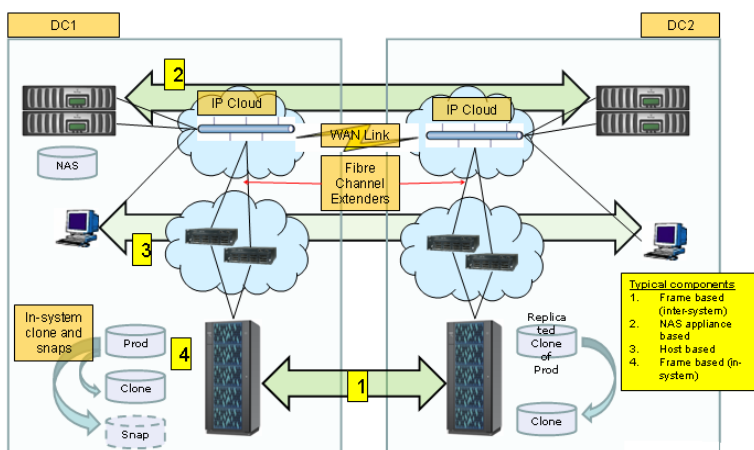 DC1
DC2
2
IP Cloud
IP Cloud
WAN Link
NAS
Fibre
Channel
Extenders
3
In-system
clone and
snaps
Prod
4
Clone
Snap
1
Replica
ted
Clone of
Prod
Clone
Typical components
1. Frame based
(inter-system)
2. NAS appliance
based
3. Host based
4. Frame based (in-
system)